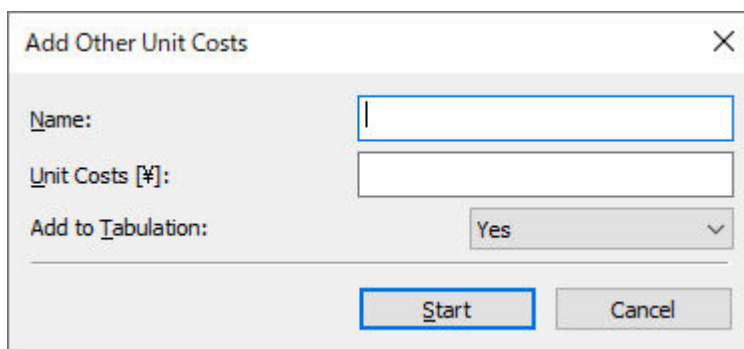 Add Other Unit Costs
Name:
Unit Costs [¥]:
Add to Tabulation:
Yes
Start
Cancel